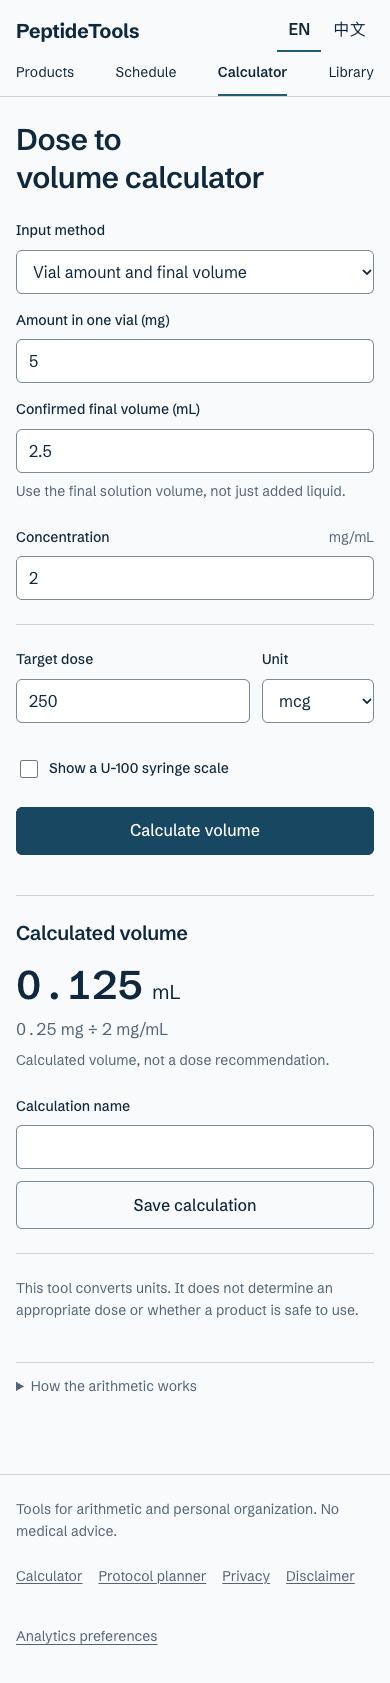 PeptideTools
EN 中文
Products Schedule Calculator Library
Dose to
volume calculator
Input method
Vial amount and final volume
Amount in one vial (mg)
5
Confirmed final volume (mL)
2.5
Use the final solution volume, not just added liquid.
Concentration mg/mL
2
Target dose Unit
250 mcg
Show a U-100 syringe scale
Calculate volume
Calculated volume
0.125 mL
0.25 mg ÷ 2 mg/mL
Calculated volume, not a dose recommendation.
Calculation name
Save calculation
This tool converts units. It does not determine an
appropriate dose or whether a product is safe to use.
How the arithmetic works
Tools for arithmetic and personal organization. No
medical advice.
Calculator Protocol planner Privacy Disclaimer
Analytics preferences